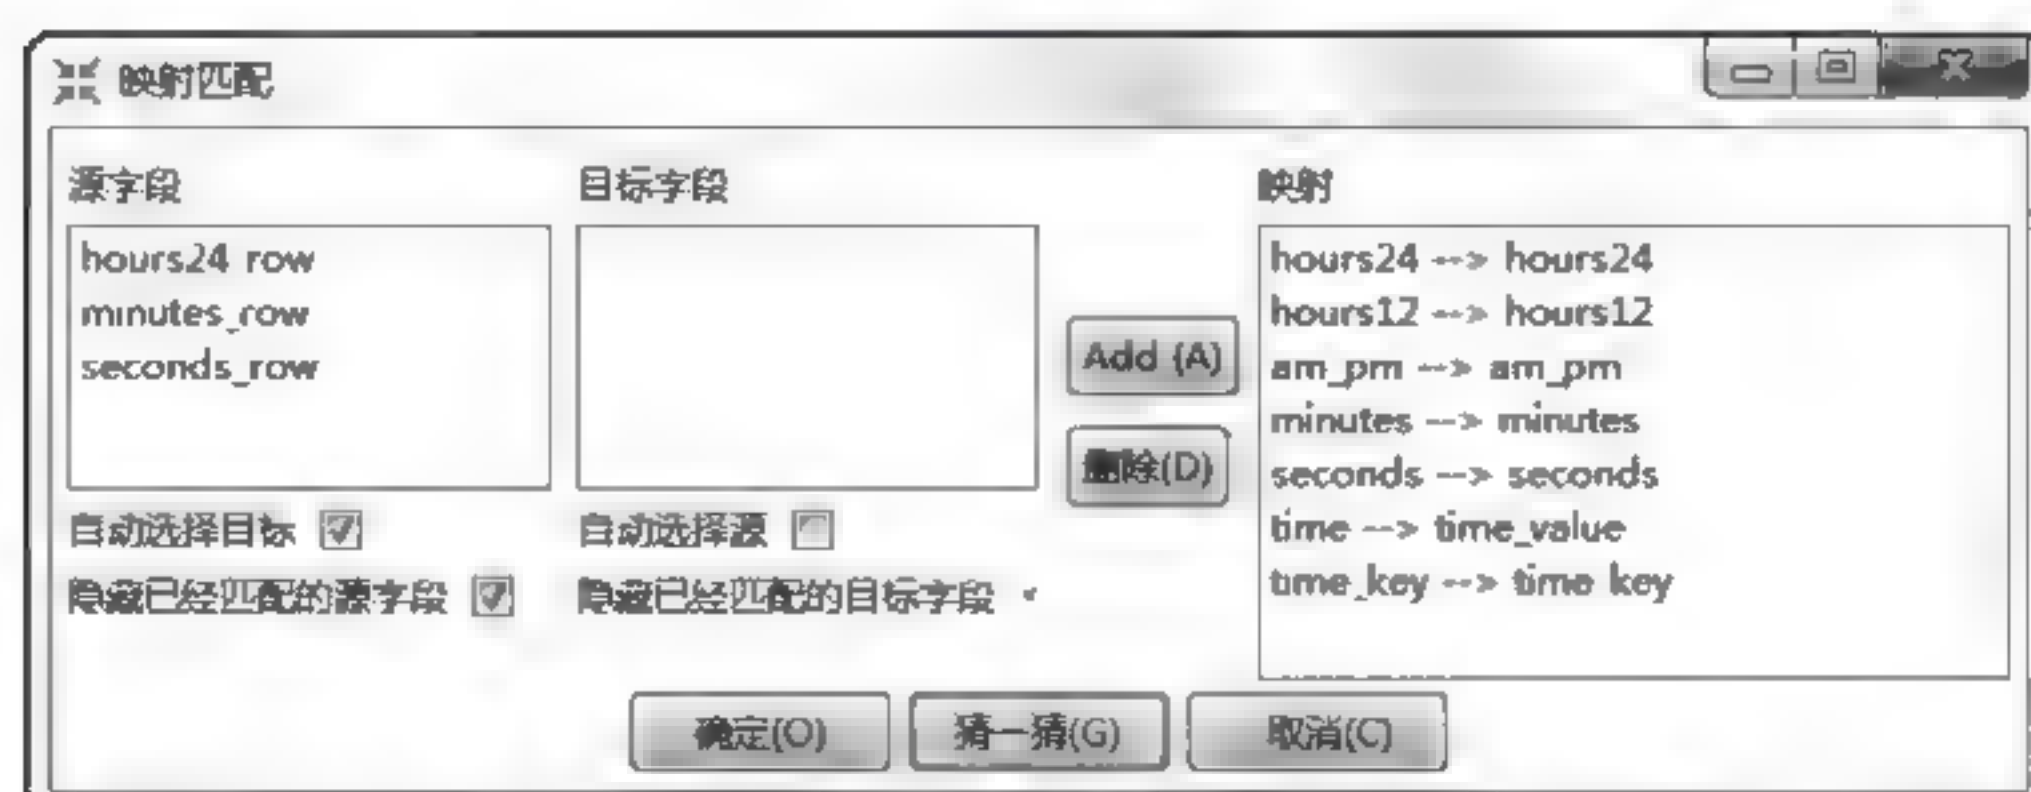 映射匹配
源字段
hours24 row
minutes_row
seconds_row
自动选择目标
隐藏已经匹配的源字段
目标字段
自动选择源
隐藏已经匹配的目标字段
Add (A)
删除(D)
映射
hours24 --> hours24
hours12 --> hours12
am_pm --> am_pm
minutes --> minutes
seconds --> seconds
time --> time_value
time_key --> time key
确定(O)
猜一猜(G)
取消(C)